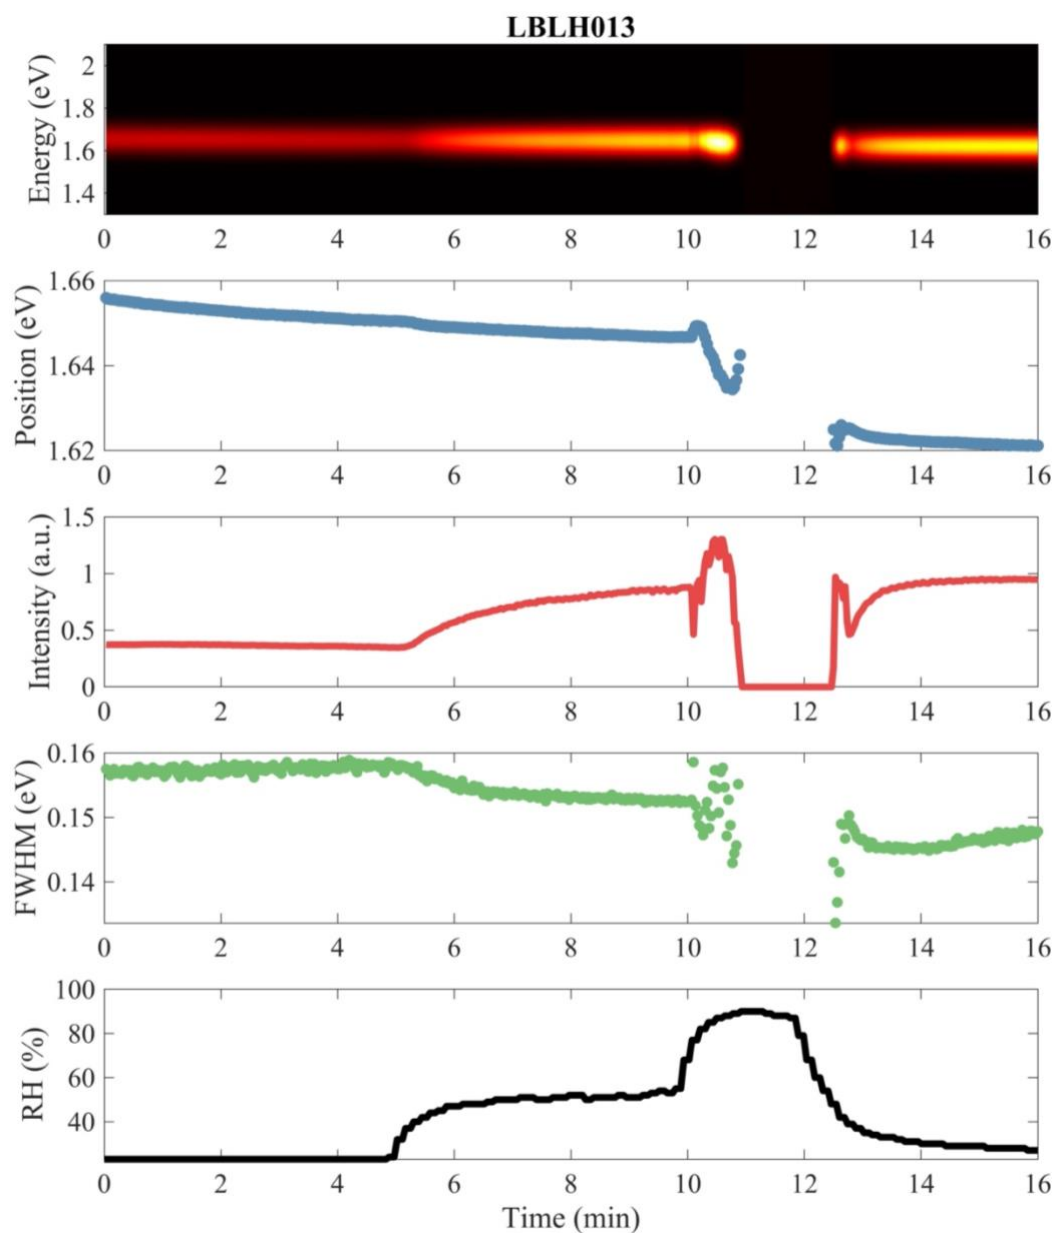 LBLH013
Energy (eV)
2
1.8
1.6
1.4
0 2 4 6 8 10 12 14 16
Position (eV)
1.66
1.64
1.62
0 2 4 6 8 10 12 14 16
Intensity (a.u.)
1.5
1
0.5
0
0 2 4 6 8 10 12 14 16
FWHM (eV)
0.16
0.15
0.14
0 2 4 6 8 10 12 14 16
RH (%)
100
80
60
40
0 2 4 6 8 10 12 14 16
Time (min)